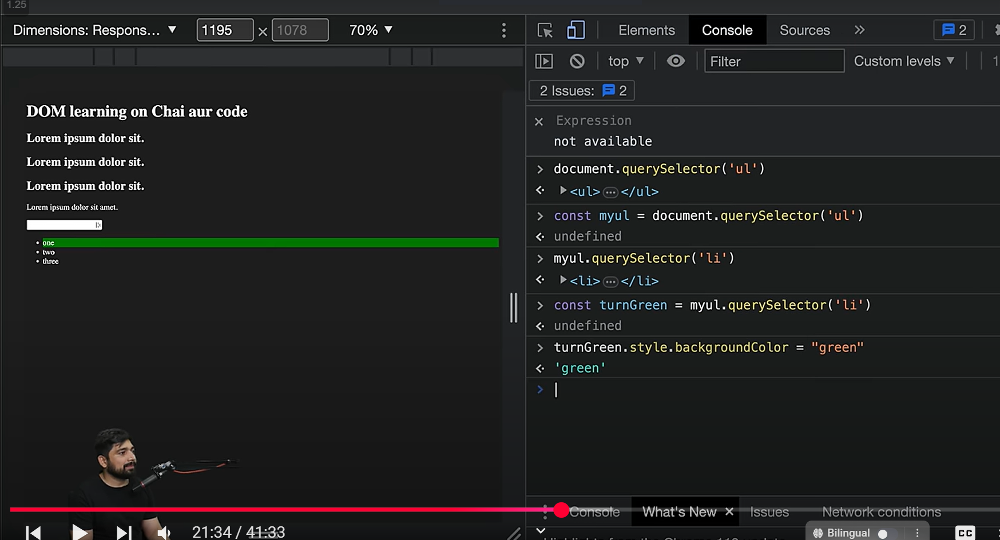 1.25
Dimensions: Respons... ▼ 1195 × 1078 70% ▼
Elements Console Sources » 2
top ▼ Filter Custom levels ▼ 1
2 Issues: 2
Expression
not available
document.querySelector('ul')
<ul>…</ul>
const myul = document.querySelector('ul')
undefined
myul.querySelector('li')
<li>…</li>
const turnGreen = myul.querySelector('li')
undefined
turnGreen.style.backgroundColor = "green"
'green'
DOM learning on Chai aur code
Lorem ipsum dolor sit.
Lorem ipsum dolor sit.
Lorem ipsum dolor sit.
Lorem ipsum dolor sit amet.
• one
• two
• three
Console What's New × Issues Network conditions
21:34 / 41:33
Bilingual
CC